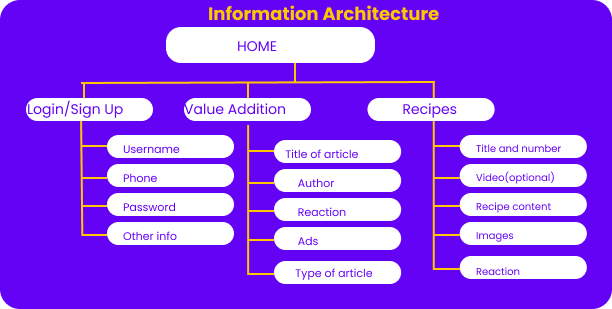 Information Architecture
HOME
Login/Sign Up
Value Addition
Recipes
Username
Phone
Password
Other info
Title of article
Author
Reaction
Ads
Type of article
Title and number
Video(optional)
Recipe content
Images
Reaction